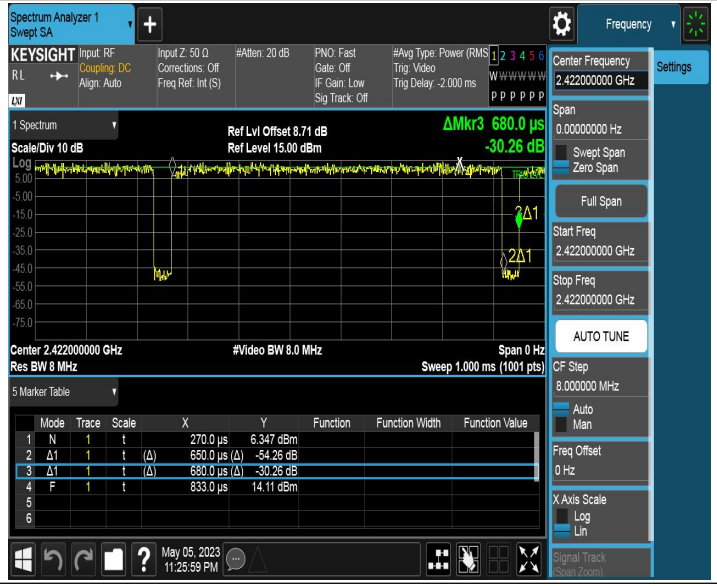 Spectrum Analyzer 1
Swept SA
Frequency
KEYSIGHT
RL
LXI
Input: RF
Coupling: DC
Align: Auto
Input Z: 50 Ω
Corrections: Off
Freq Ref: Int (S)
#Atten: 20 dB
PNO: Fast
Gate: Off
IF Gain: Low
Sig Track: Off
#Avg Type: Power (RMS
Trig: Video
Trig Delay: -2.000 ms
1 2 3 4 5 6
W W W W W W
P P P P P P
Center Frequency
2.422000000 GHz
Settings
Span
0.00000000 Hz
Swept Span
Zero Span
Full Span
Start Freq
2.422000000 GHz
Stop Freq
2.422000000 GHz
AUTO TUNE
CF Step
8.000000 MHz
Auto
Man
Freq Offset
0 Hz
X Axis Scale
Log
Lin
Signal Track
(Span Zoom)
1 Spectrum
Scale/Div 10 dB
Ref Lvl Offset 8.71 dB
Ref Level 15.00 dBm
ΔMkr3 680.0 µs
-30.26 dB
Log
5.00
-5.00
-15.0
-25.0
-35.0
-45.0
-55.0
-65.0
-75.0
3Δ1
2Δ1
Center 2.422000000 GHz
Res BW 8 MHz
#Video BW 8.0 MHz
Span 0 Hz
Sweep 1.000 ms (1001 pts)
5 Marker Table
Mode Trace Scale X Y Function Function Width Function Value
1 N 1 t 270.0 µs 6.347 dBm
2 Δ1 1 t (Δ) 650.0 µs (Δ) -54.26 dB
3 Δ1 1 t (Δ) 680.0 µs (Δ) -30.26 dB
4 F 1 t 833.0 µs 14.11 dBm
5
6
May 05, 2023
11:25:59 PM